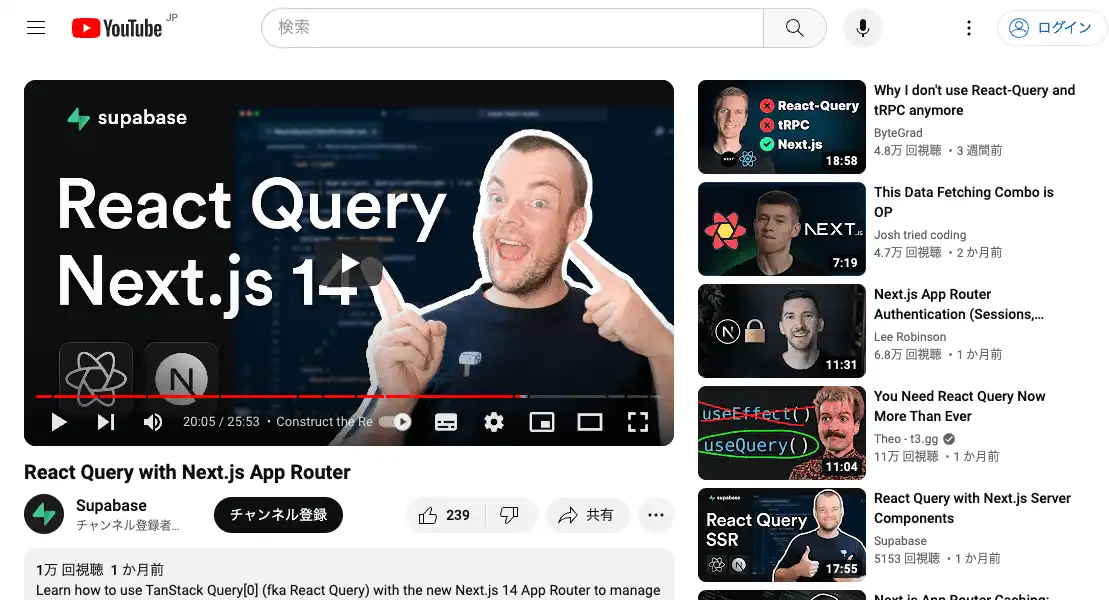 YouTube JP
検索
ログイン
supabase
React Query
Next.js 14
20:05 / 25:53 • Construct the Re
React Query with Next.js App Router
Supabase
チャンネル登録者...
チャンネル登録
239
共有
1万 回視聴 1 か月前
Learn how to use TanStack Query[0] (fka React Query) with the new Next.js 14 App Router to manage
React-Query
tRPC
Next.js
NEXT.js
18:58
Why I don't use React-Query and
tRPC anymore
ByteGrad
4.8万 回視聴 • 3 週間前
NEXT.JS
7:19
This Data Fetching Combo is
OP
Josh tried coding
4.7万 回視聴 • 2 か月前
N
11:31
Next.js App Router
Authentication (Sessions,...
Lee Robinson
6.8万 回視聴 • 1 か月前
useEffect()
useQuery()
11:04
You Need React Query Now
More Than Ever
Theo - t3.gg
11万 回視聴 • 1 か月前
supabase
React Query
SSR
N
17:55
React Query with Next.js Server
Components
Supabase
5153 回視聴 • 1 か月前
Next.js App Router Caching: